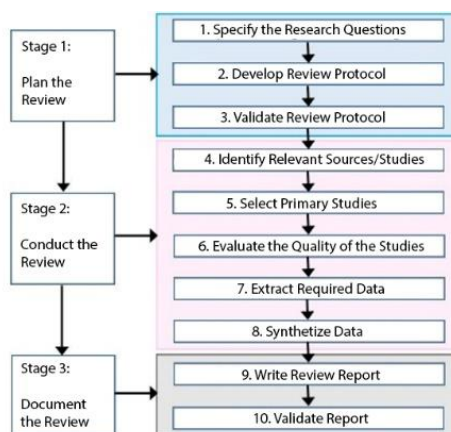 Stage 1:
Plan the
Review
1. Specify the Research Questions
2. Develop Review Protocol
3. Validate Review Protocol
Stage 2:
Conduct the
Review
4. Identify Relevant Sources/Studies
5. Select Primary Studies
6. Evaluate the Quality of the Studies
7. Extract Required Data
8. Synthetize Data
Stage 3:
Document
the Review
9. Write Review Report
10. Validate Report